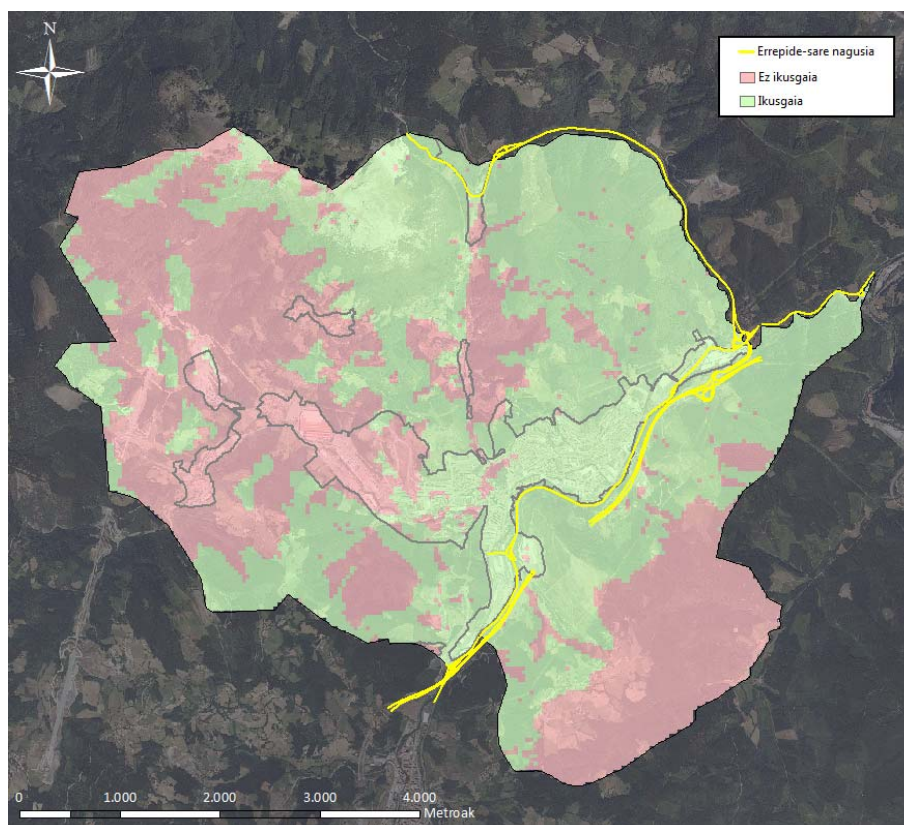 N
Errepide-sare nagusia
Ez ikusgaia
Ikusgaia
0 1.000 2.000 3.000 4.000
Metroak